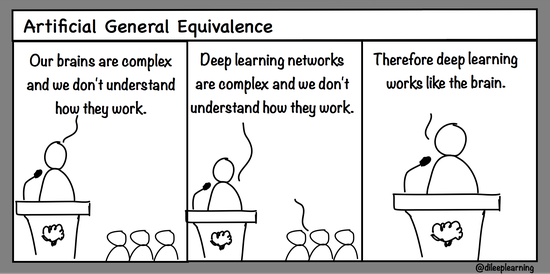 Artificial General Equivalence
Our brains are complex
and we don't understand
how they work.
Deep learning networks
are complex and we don't
understand how they work.
Therefore deep learning
works like the brain.
@dileeplearning